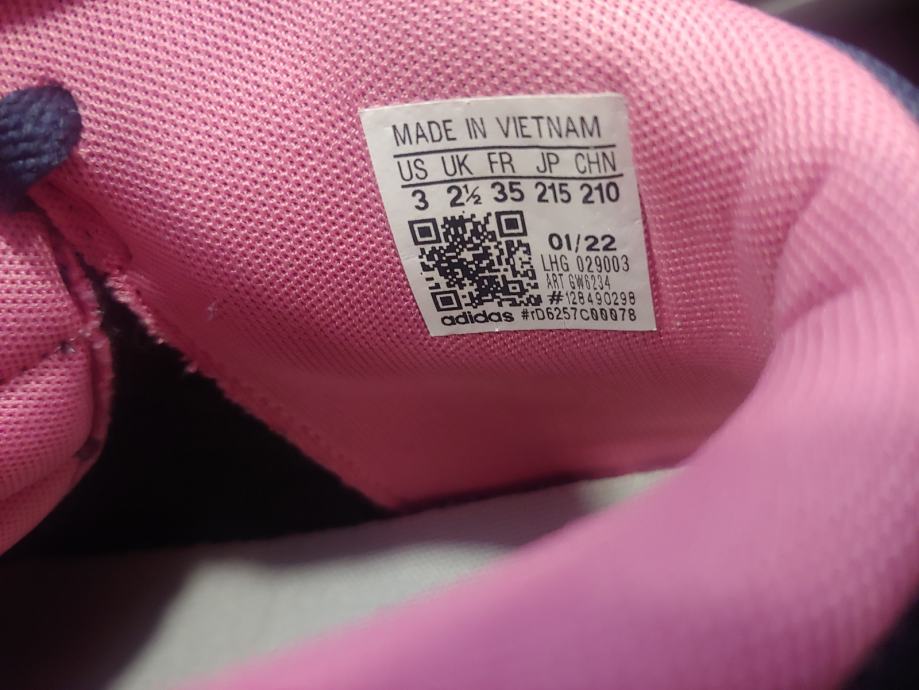 MADE IN VIETNAM
US UK FR JP CHN
3 2½ 35 215 210
01/22
LHG 029003
ART GW6234
#128490298
adidas #rD6257C00078